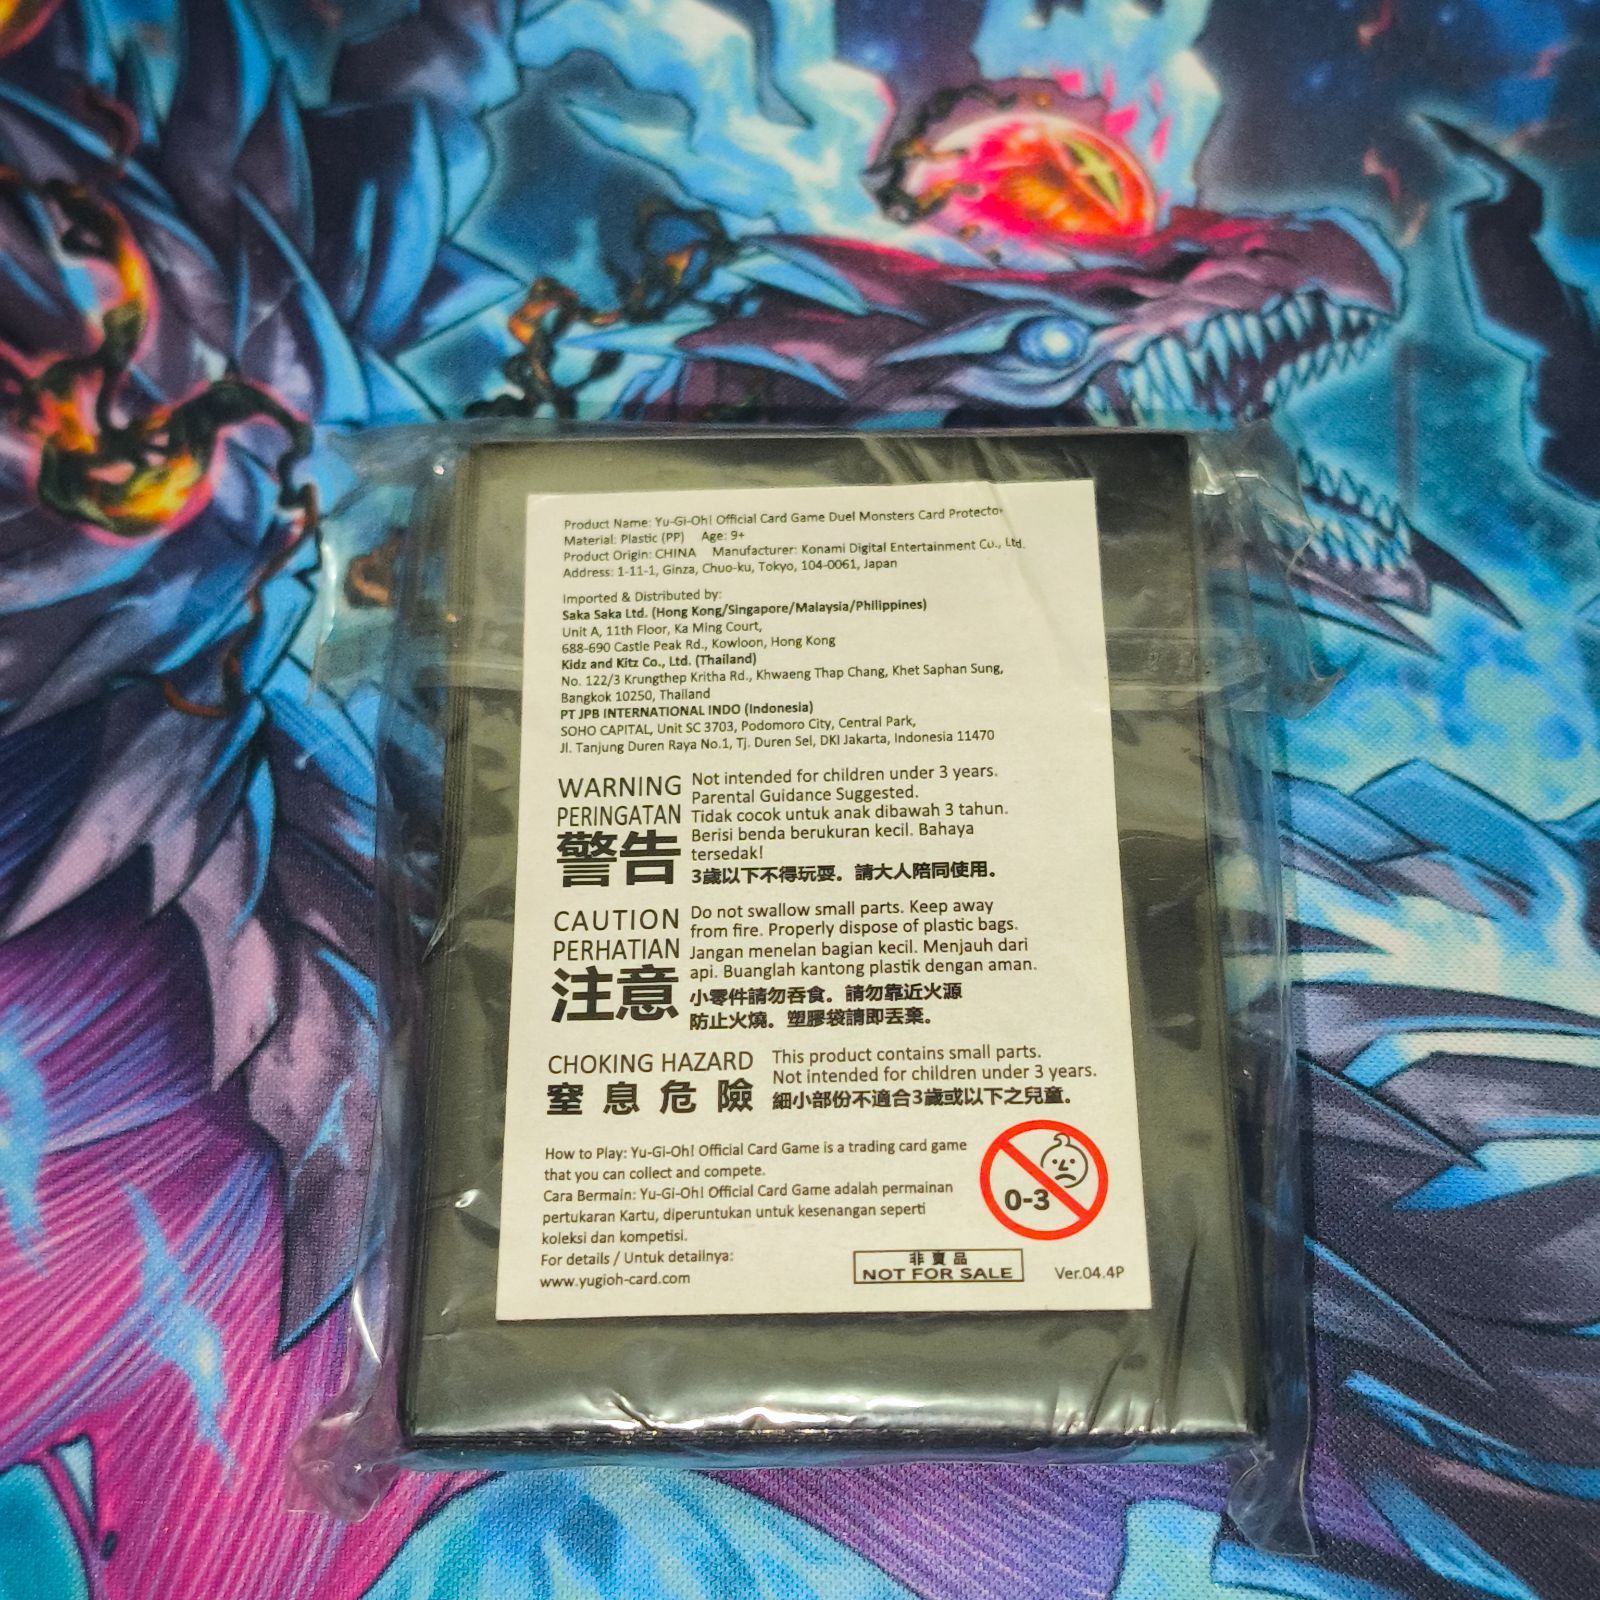 Product Name: Yu-Gi-Oh! Official Card Game Duel Monsters Card Protector
Material: Plastic (PP) Age: 9+
Product Origin: CHINA Manufacturer: Konami Digital Entertainment Co., Ltd.
Address: 1-11-1, Ginza, Chuo-ku, Tokyo, 104-0061, Japan
Imported & Distributed by:
Saka Saka Ltd. (Hong Kong/Singapore/Malaysia/Philippines)
Unit A, 11th Floor, Ka Ming Court,
688-690 Castle Peak Rd., Kowloon, Hong Kong
Kidz and Kitz Co., Ltd. (Thailand)
No. 122/3 Krungthep Kritha Rd., Khwaeng Thap Chang, Khet Saphan Sung,
Bangkok 10250, Thailand
PT JPB INTERNATIONAL INDO (Indonesia)
SOHO CAPITAL, Unit SC 3703, Podomoro City, Central Park,
Jl. Tanjung Duren Raya No.1, Tj. Duren Sel, DKI Jakarta, Indonesia 11470
WARNING
PERINGATAN
警告
Not intended for children under 3 years.
Parental Guidance Suggested.
Tidak cocok untuk anak dibawah 3 tahun.
Berisi benda berukuran kecil. Bahaya
tersedak!
3歲以下不得玩耍。請大人陪同使用。
CAUTION
PERHATIAN
注意
Do not swallow small parts. Keep away
from fire. Properly dispose of plastic bags.
Jangan menelan bagian kecil. Menjauh dari
api. Buanglah kantong plastik dengan aman.
小零件請勿吞食。請勿靠近火源
防止火燒。塑膠袋請即丟棄。
CHOKING HAZARD
窒息危險
This product contains small parts.
Not intended for children under 3 years.
細小部份不適合3歲或以下之兒童。
How to Play: Yu-Gi-Oh! Official Card Game is a trading card game
that you can collect and compete.
Cara Bermain: Yu-Gi-Oh! Official Card Game adalah permainan
pertukaran Kartu, diperuntukan untuk kesenangan seperti
koleksi dan kompetisi.
For details / Untuk detailnya:
www.yugioh-card.com
0-3
非賣品
NOT FOR SALE
Ver.04.4P